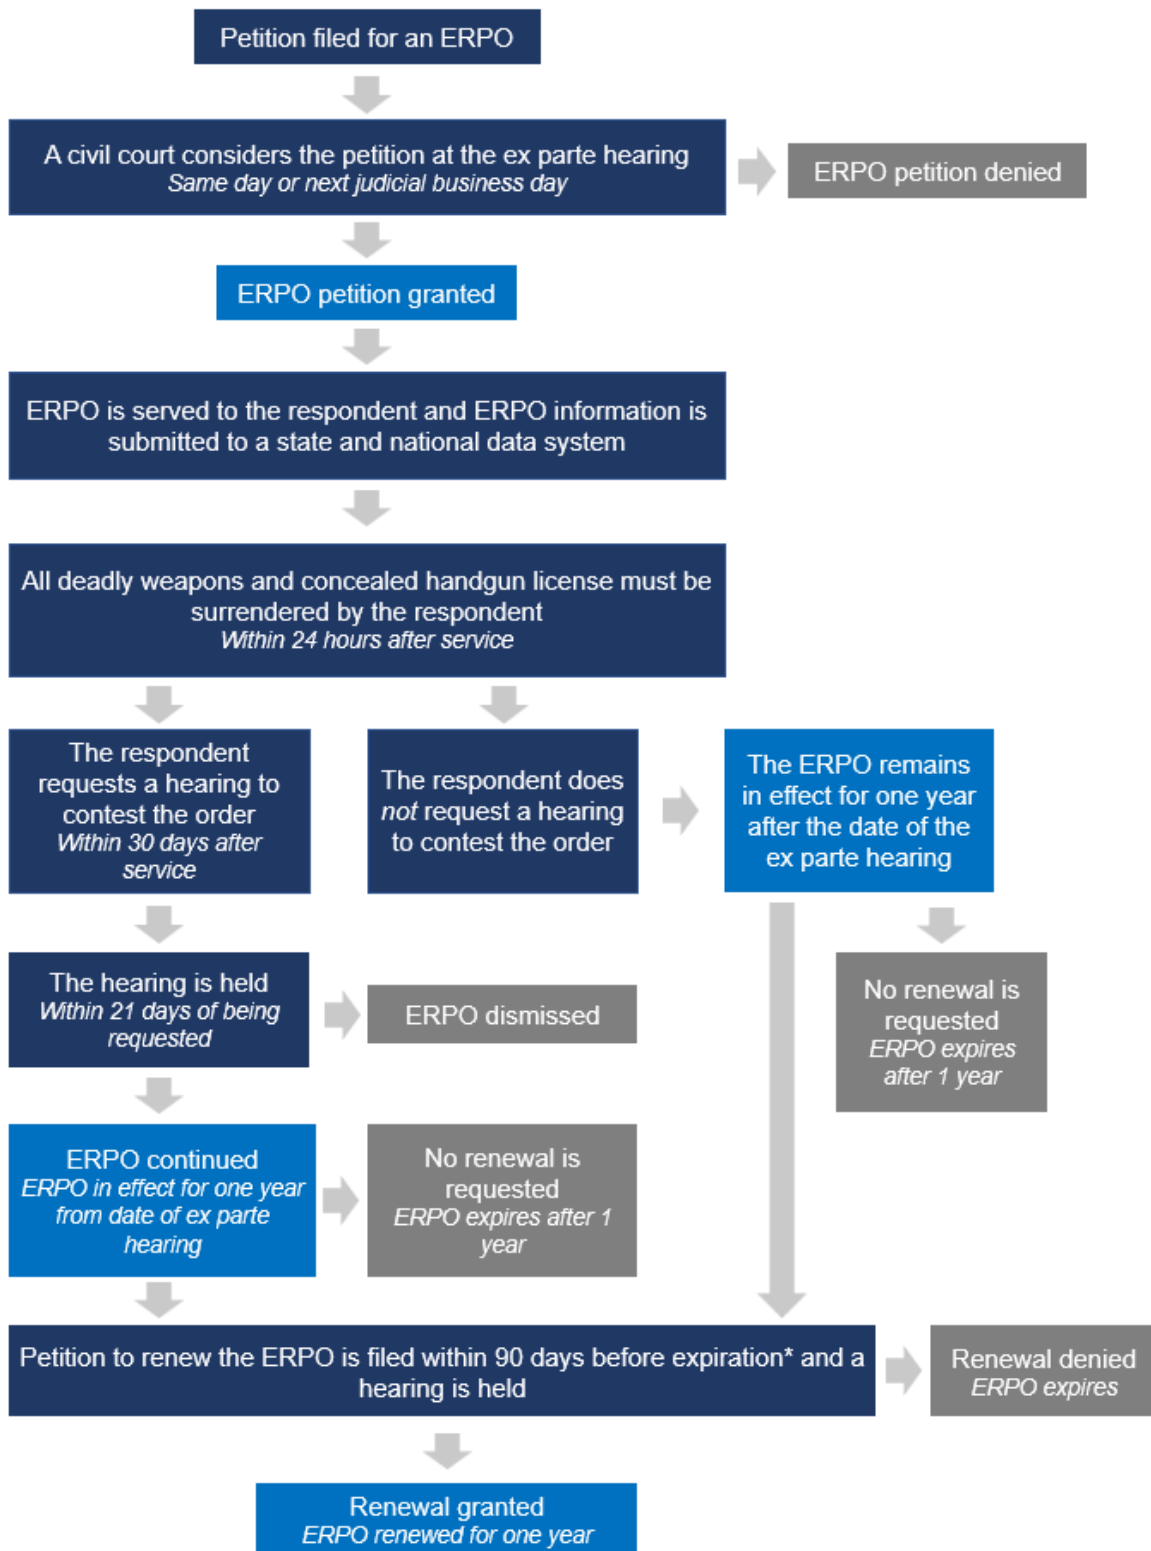 Petition filed for an ERPO
A civil court considers the petition at the ex parte hearing
Same day or next judicial business day
ERPO petition denied
ERPO petition granted
ERPO is served to the respondent and ERPO information is
submitted to a state and national data system
All deadly weapons and concealed handgun license must be
surrendered by the respondent
Within 24 hours after service
The respondent
requests a hearing to
contest the order
Within 30 days after
service
The respondent does
not request a hearing
to contest the order
The ERPO remains
in effect for one year
after the date of the
ex parte hearing
The hearing is held
Within 21 days of being
requested
ERPO dismissed
No renewal is
requested
ERPO expires
after 1 year
ERPO continued
ERPO in effect for one year
from date of ex parte
hearing
No renewal is
requested
ERPO expires after 1
year
Petition to renew the ERPO is filed within 90 days before expiration* and a
hearing is held
Renewal denied
ERPO expires
Renewal granted
ERPO renewed for one year